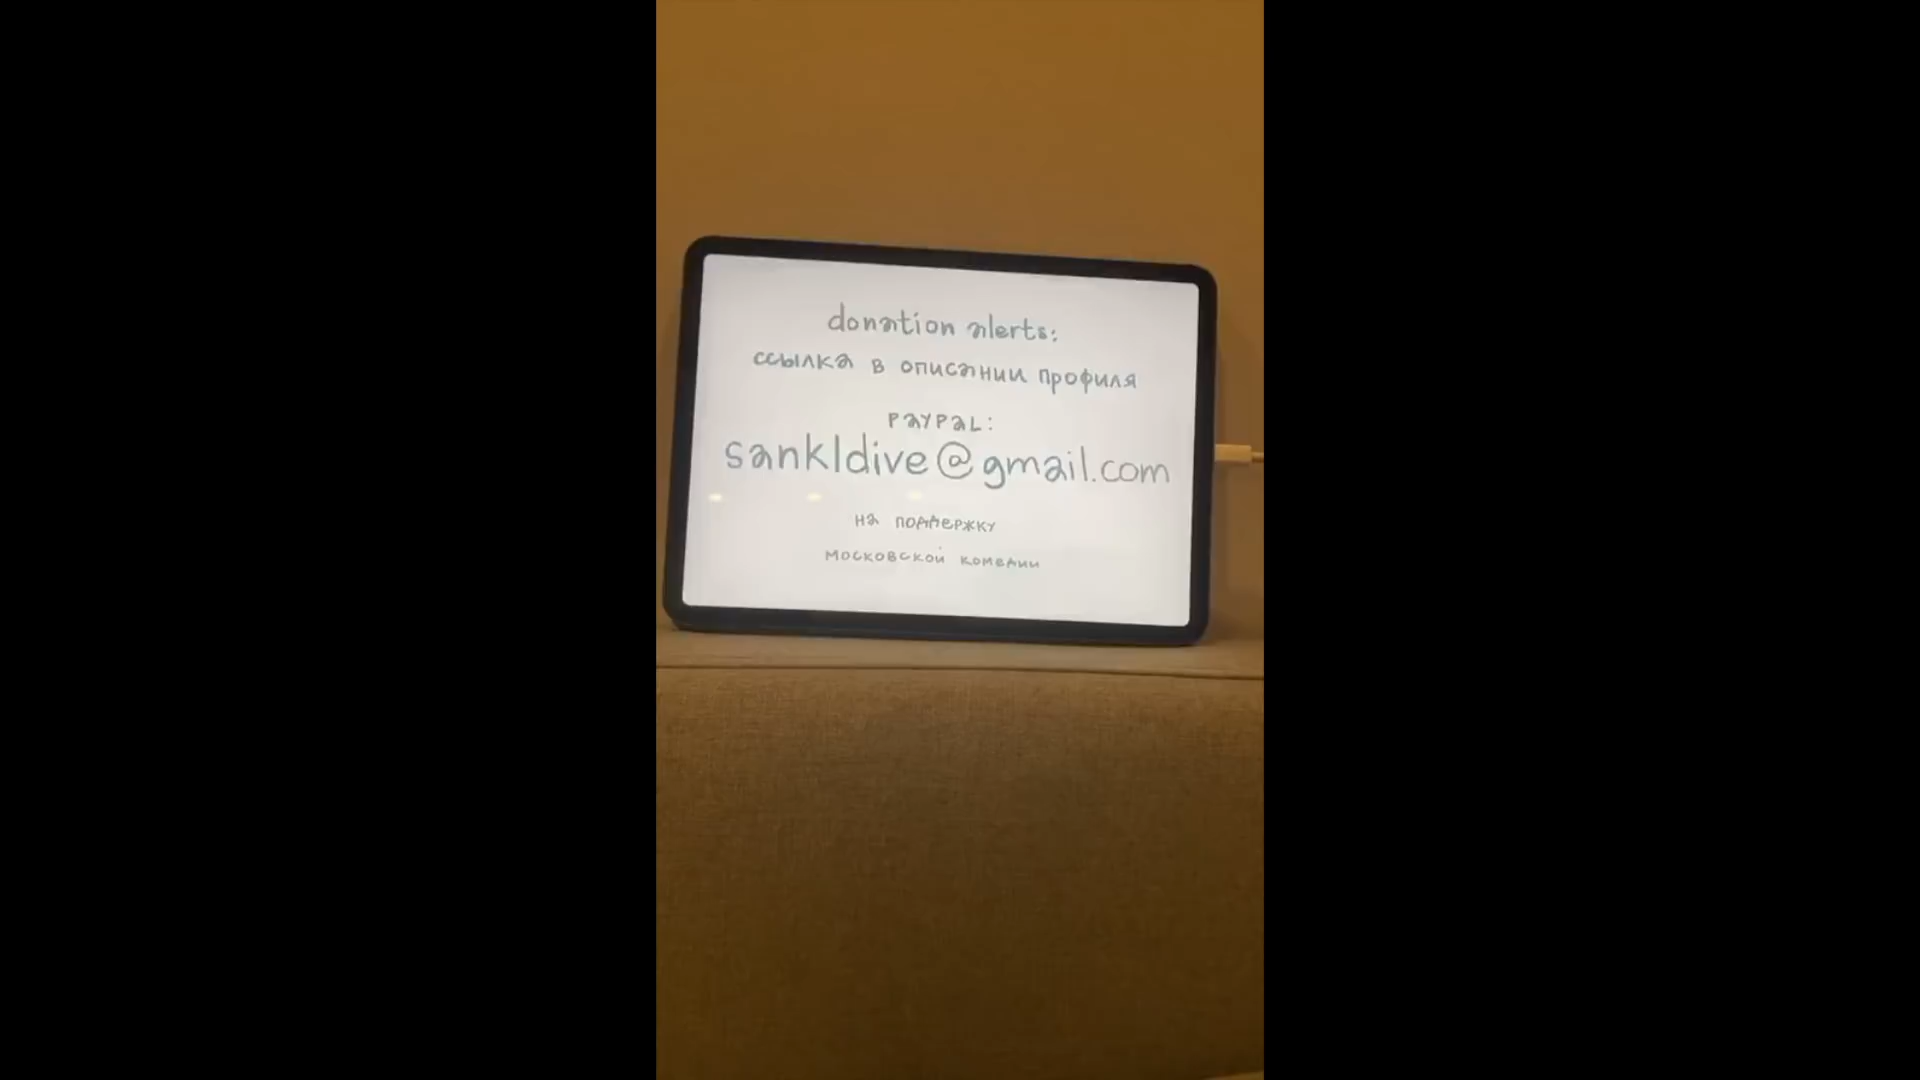 donation alerts:
ссылка в описании профиля
PAYPAL:
sankldive@gmail.com
на поддержку
московской комедии